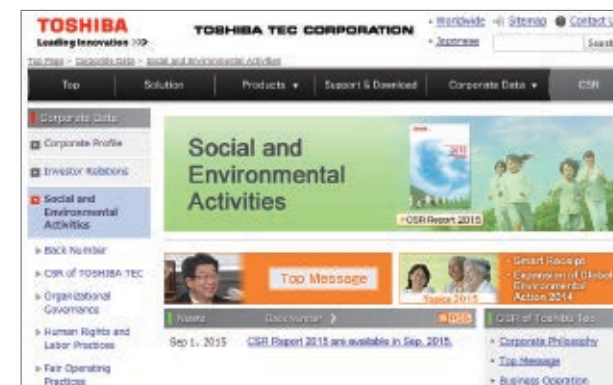 TOSHIBA
Leading Innovation >>>
TOSHIBA TEC CORPORATION
Worldwide
Sitemap
Contact U
Japanese
Search
Top Page > Corporate Data > Social and Environmental Activities
Top
Solution
Products ▼
Support & Download
Corporate Data ▼
CSR
Corporate Data
Corporate Profile
Investor Relations
Social and
Environmental
Activities
Back Number
CSR of TOSHIBA TEC
Organizational
Governance
Human Rights and
Labor Practices
Fair Operating
Practices
Social and
Environmental
Activities
2015
CSR Report 2015
Top Message
Topics 2015
- Smart Receipt
- Expansion of Global
Environmental
Action 2014
News
Back Number
RSS
Sep 1, 2015
CSR Report 2015 are available in Sep. 2015.
CSR of Toshiba Tec
Corporate Philosophy
Top Message
Business Operation